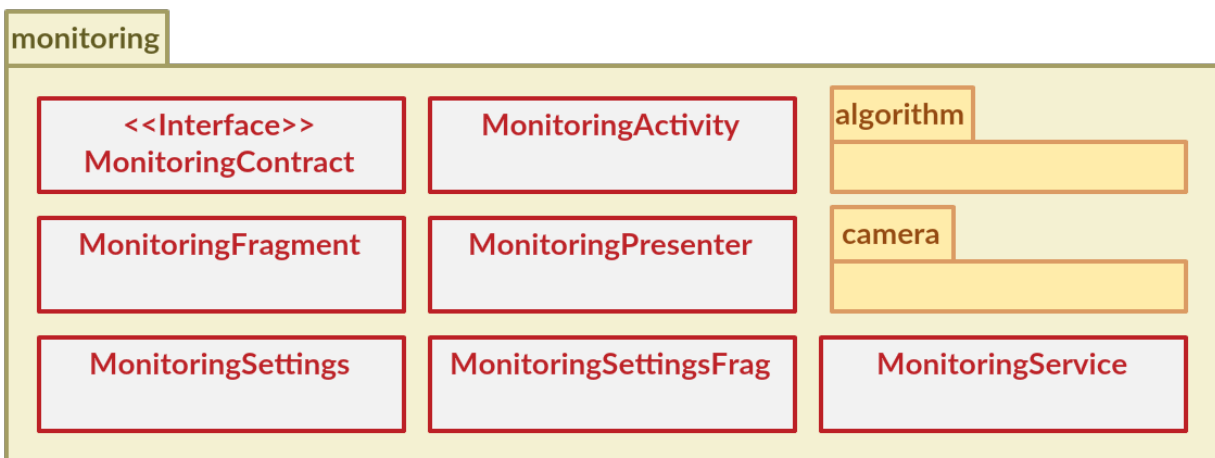 monitoring
<<Interface>>
MonitoringContract
MonitoringActivity
algorithm
MonitoringFragment
MonitoringPresenter
camera
MonitoringSettings
MonitoringSettingsFrag
MonitoringService